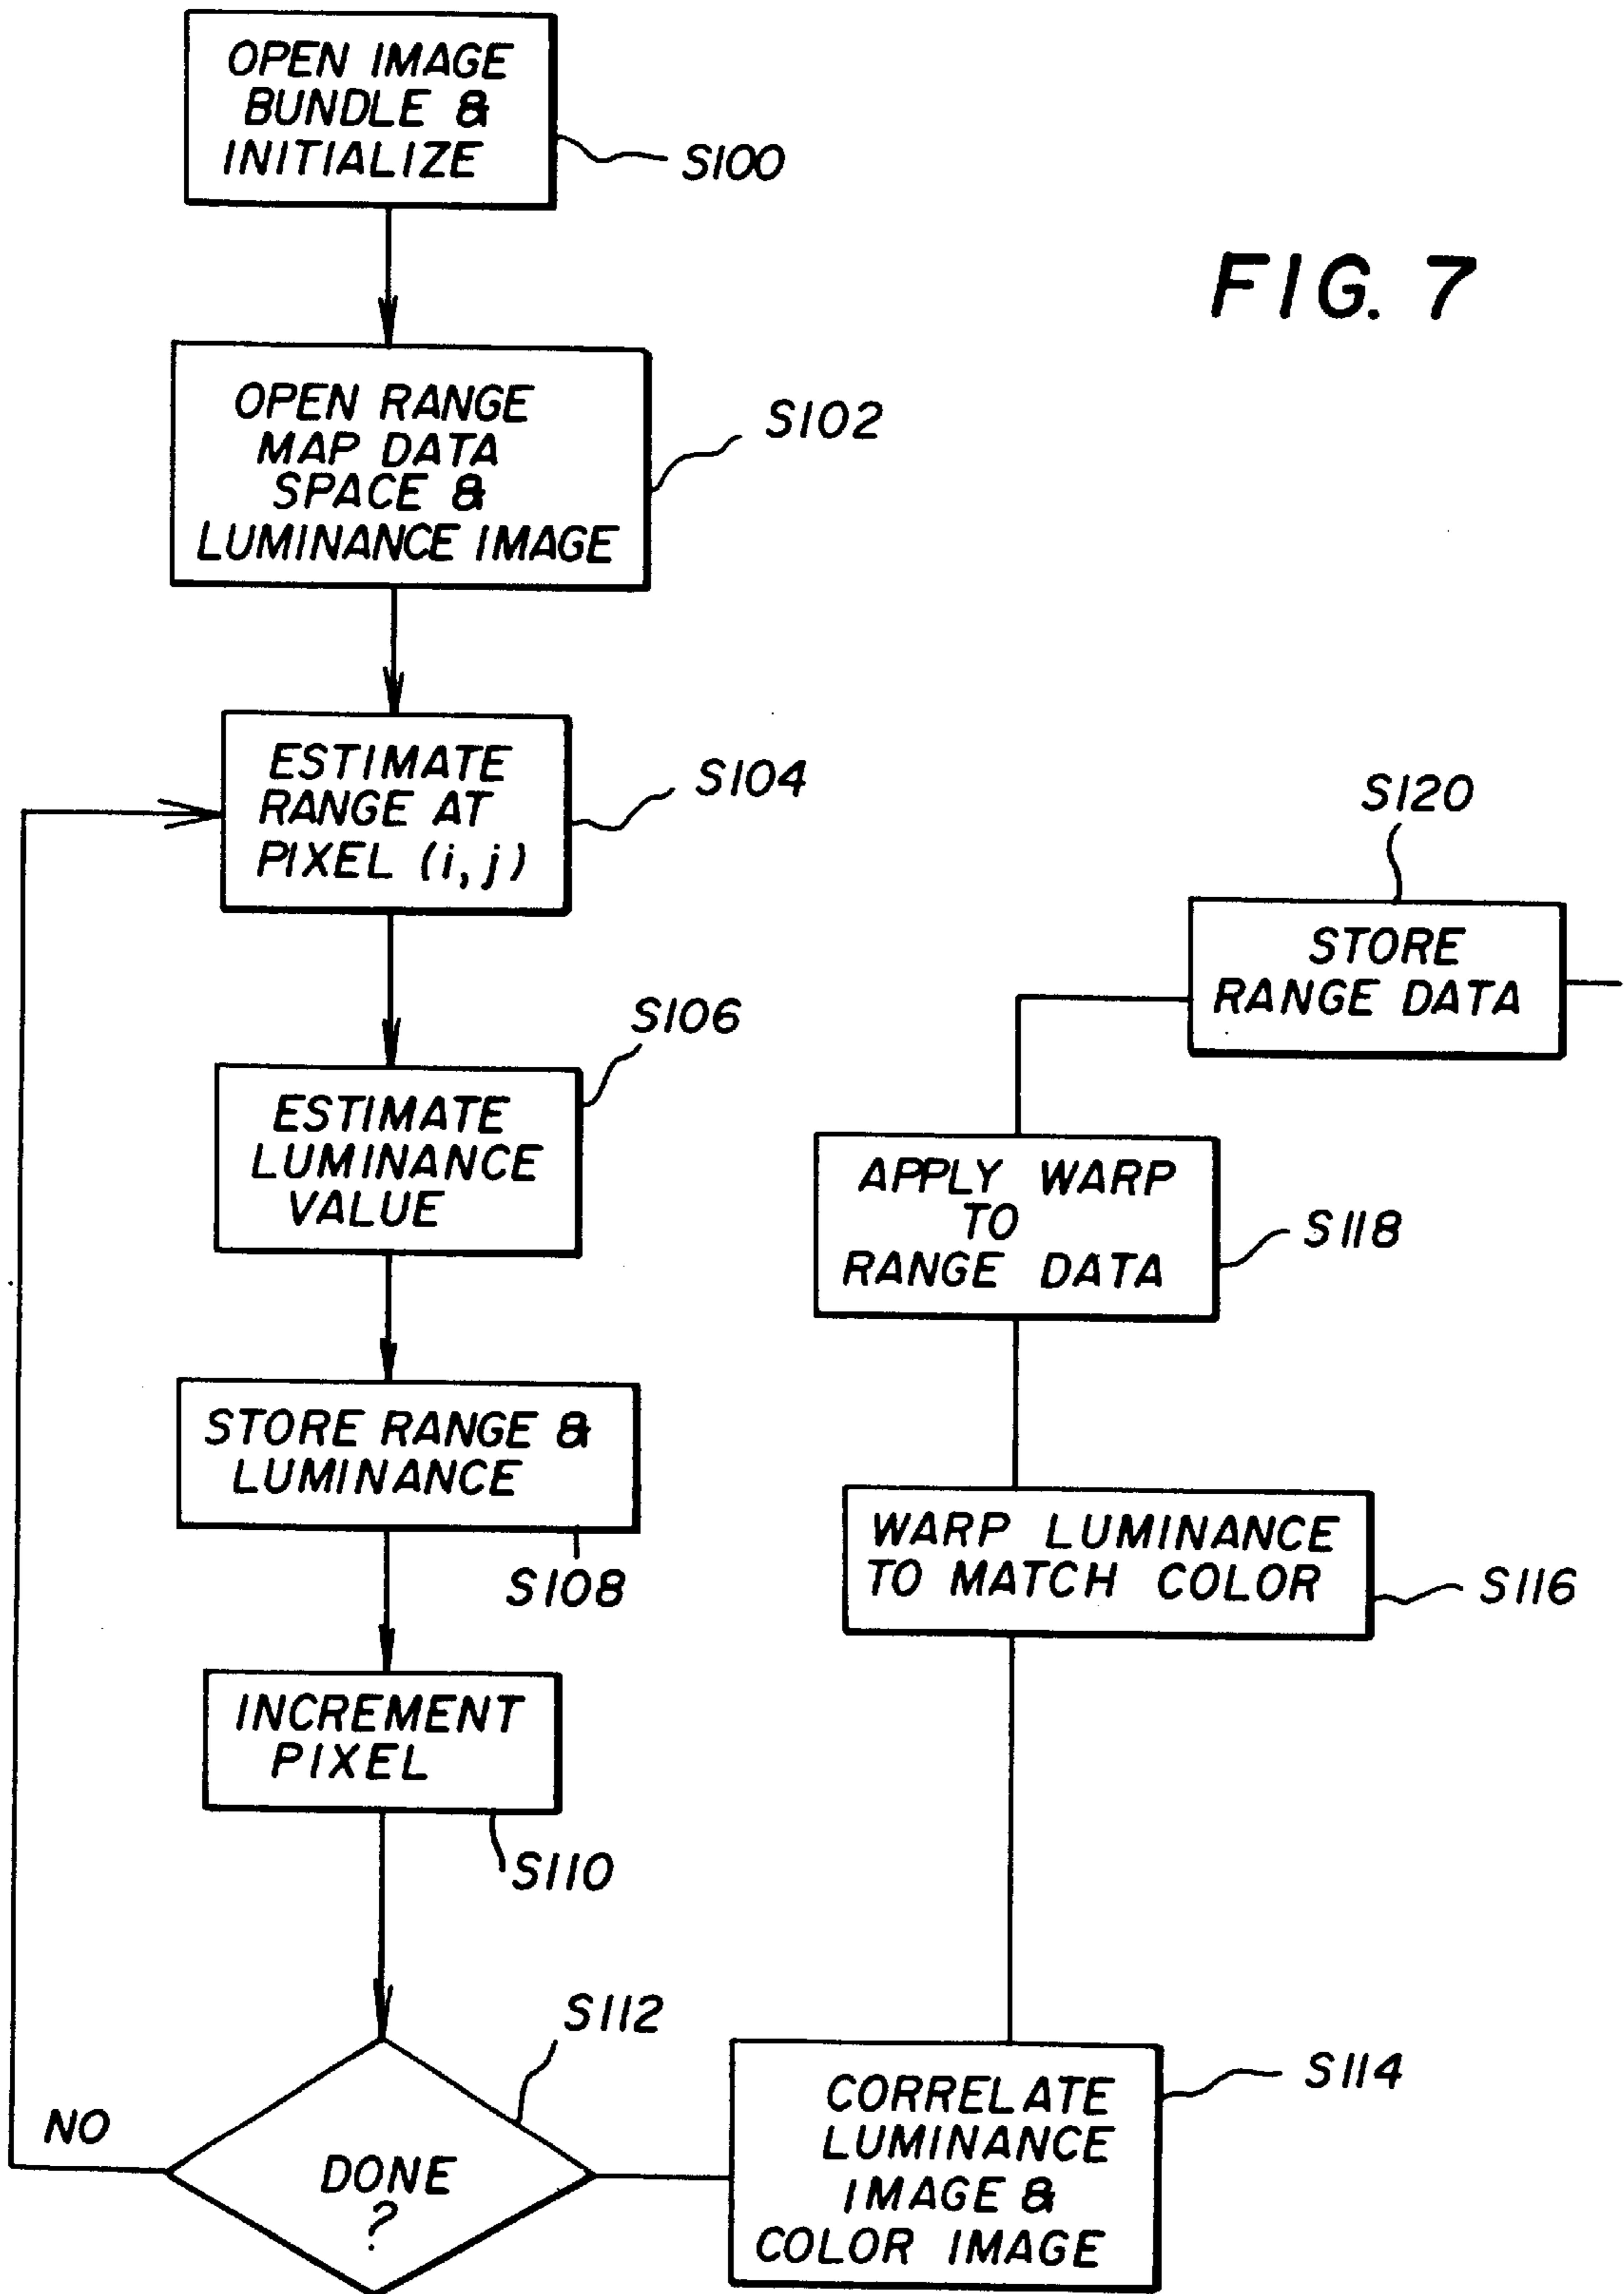 OPEN IMAGE
BUNDLE &
INITIALIZE
S100
FIG. 7
OPEN RANGE
MAP DATA
SPACE &
LUMINANCE IMAGE
S102
ESTIMATE
RANGE AT
PIXEL (i,j)
S104
ESTIMATE
LUMINANCE
VALUE
S106
STORE RANGE &
LUMINANCE
S108
INCREMENT
PIXEL
S110
DONE
?
S112
NO
CORRELATE
LUMINANCE
IMAGE &
COLOR IMAGE
S114
WARP LUMINANCE
TO MATCH COLOR
S116
APPLY WARP
TO
RANGE DATA
S118
STORE
RANGE DATA
S120